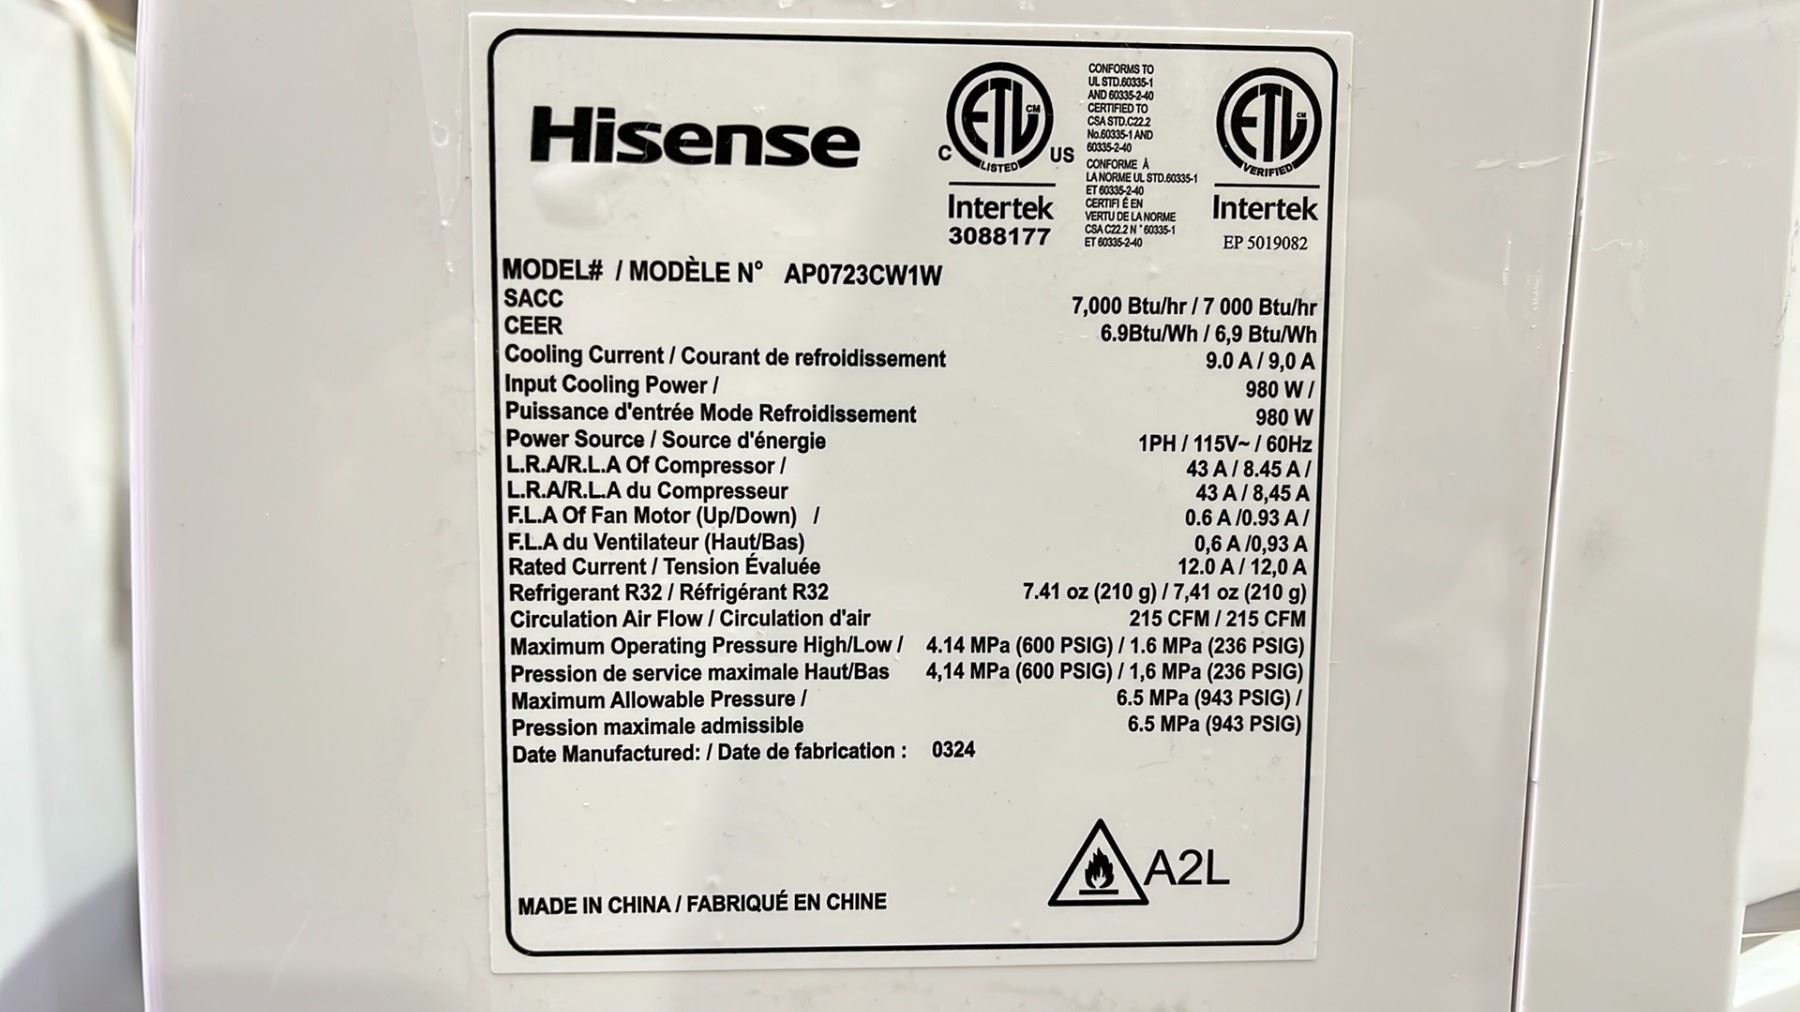 Hisense
C ETL CM LISTED US
Intertek
3088177
CONFORMS TO
UL STD.60335-1
AND 60335-2-40
CERTIFIED TO
CSA STD.C22.2
No.60335-1 AND
60335-2-40
CONFORME À
LA NORME UL STD.60335-1
ET 60335-2-40
CERTIFI É EN
VERTU DE LA NORME
CSA C22.2 N ° 60335-1
ET 60335-2-40
ETL CM VERIFIED
Intertek
EP 5019082
MODEL# / MODÈLE N° AP0723CW1W
SACC 7,000 Btu/hr / 7 000 Btu/hr
CEER 6.9Btu/Wh / 6,9 Btu/Wh
Cooling Current / Courant de refroidissement 9.0 A / 9,0 A
Input Cooling Power / 980 W /
Puissance d'entrée Mode Refroidissement 980 W
Power Source / Source d'énergie 1PH / 115V~ / 60Hz
L.R.A/R.L.A Of Compressor / 43 A / 8.45 A /
L.R.A/R.L.A du Compresseur 43 A / 8,45 A
F.L.A Of Fan Motor (Up/Down) / 0.6 A /0.93 A /
F.L.A du Ventilateur (Haut/Bas) 0,6 A /0,93 A
Rated Current / Tension Évaluée 12.0 A / 12,0 A
Refrigerant R32 / Réfrigérant R32 7.41 oz (210 g) / 7,41 oz (210 g)
Circulation Air Flow / Circulation d'air 215 CFM / 215 CFM
Maximum Operating Pressure High/Low / 4.14 MPa (600 PSIG) / 1.6 MPa (236 PSIG)
Pression de service maximale Haut/Bas 4,14 MPa (600 PSIG) / 1,6 MPa (236 PSIG)
Maximum Allowable Pressure / 6.5 MPa (943 PSIG) /
Pression maximale admissible 6.5 MPa (943 PSIG)
Date Manufactured: / Date de fabrication : 0324
A2L
MADE IN CHINA / FABRIQUÉ EN CHINE